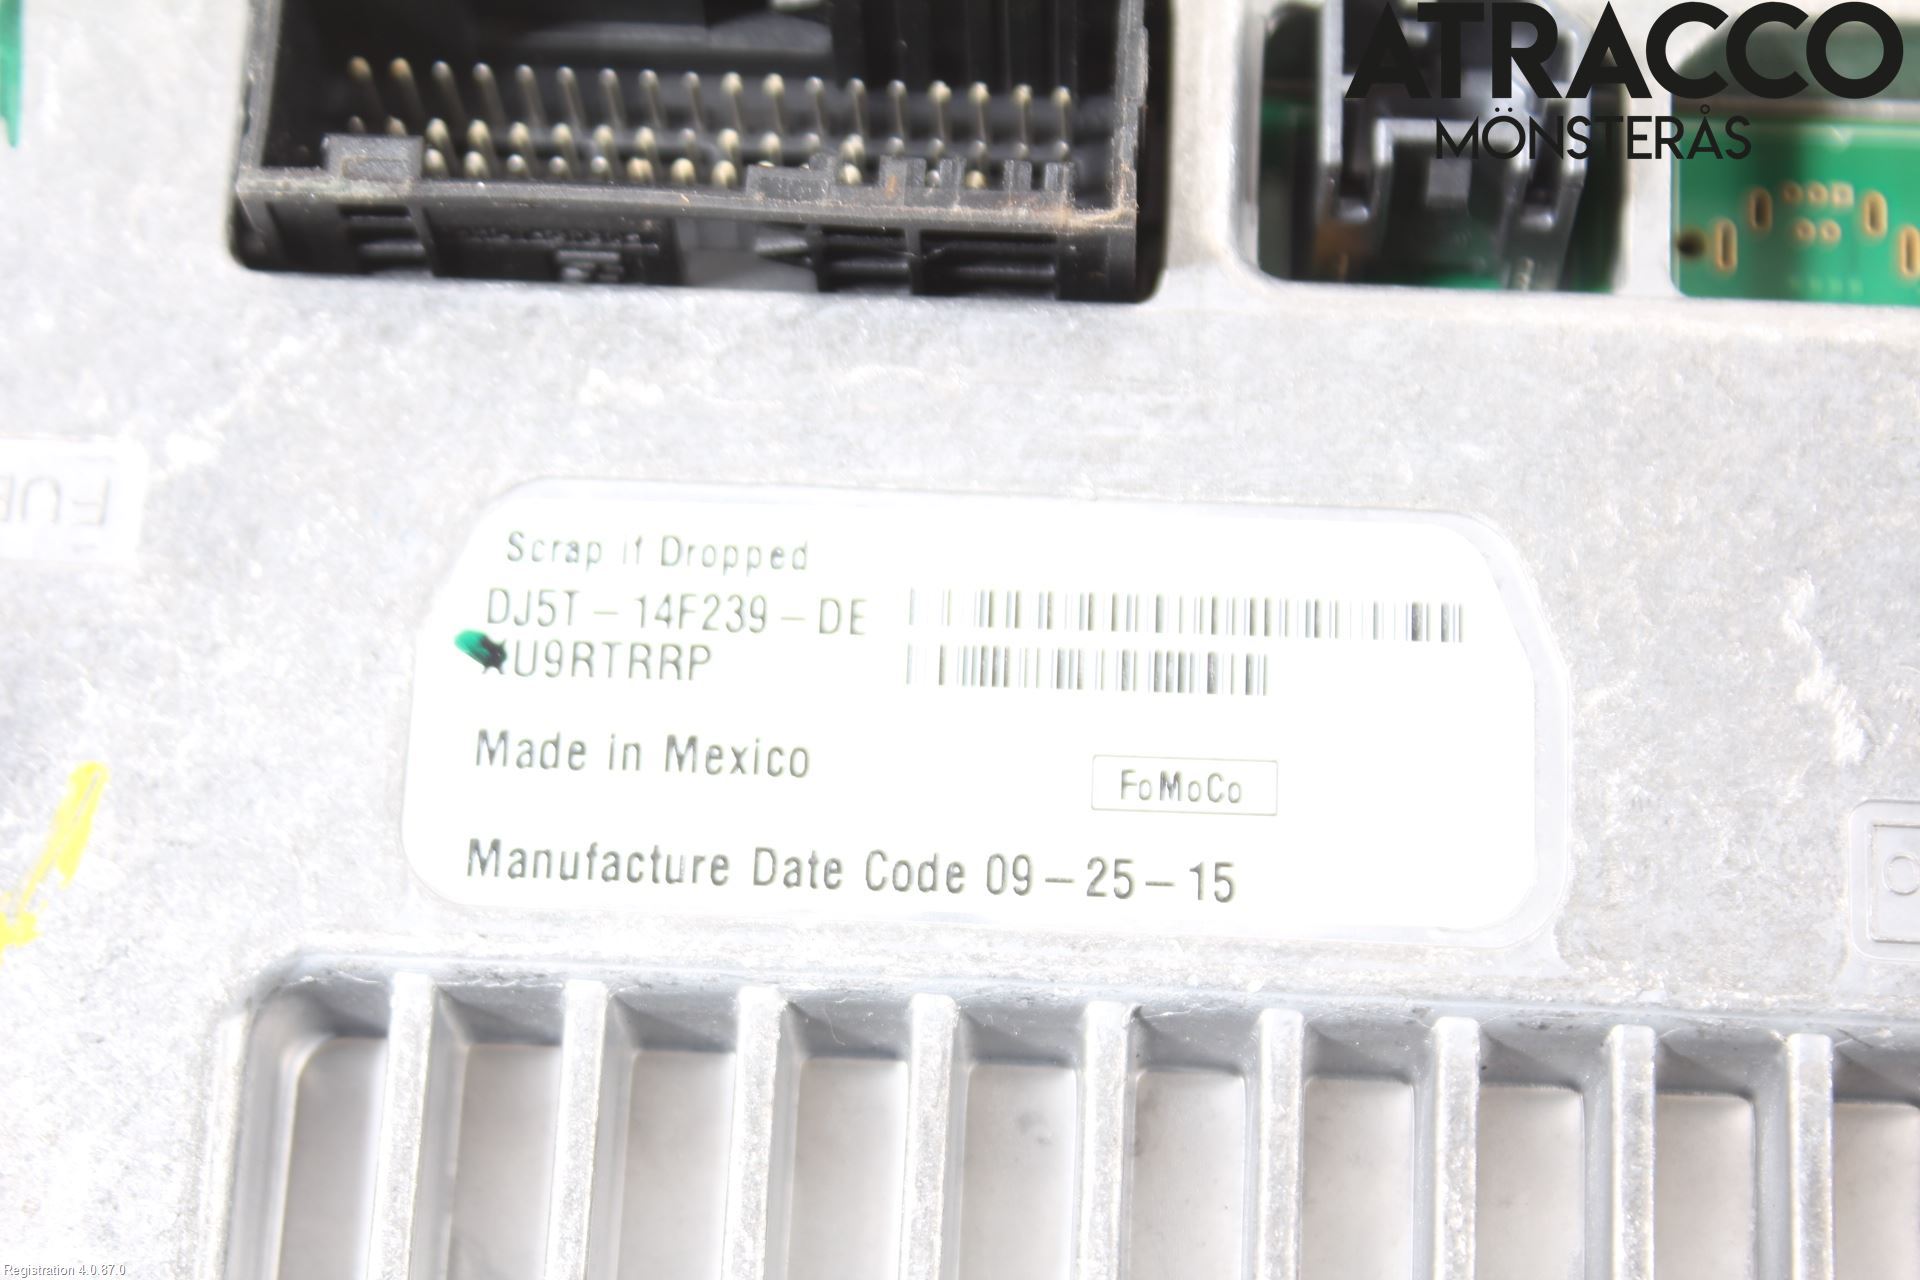 ATRACCO
MÖNSTERÅS
Scrap if Dropped
DJ5T-14F239-DE
XU9RTRRP
Made in Mexico
FoMoCo
Manufacture Date Code 09-25-15
Registration 4.0.87.0